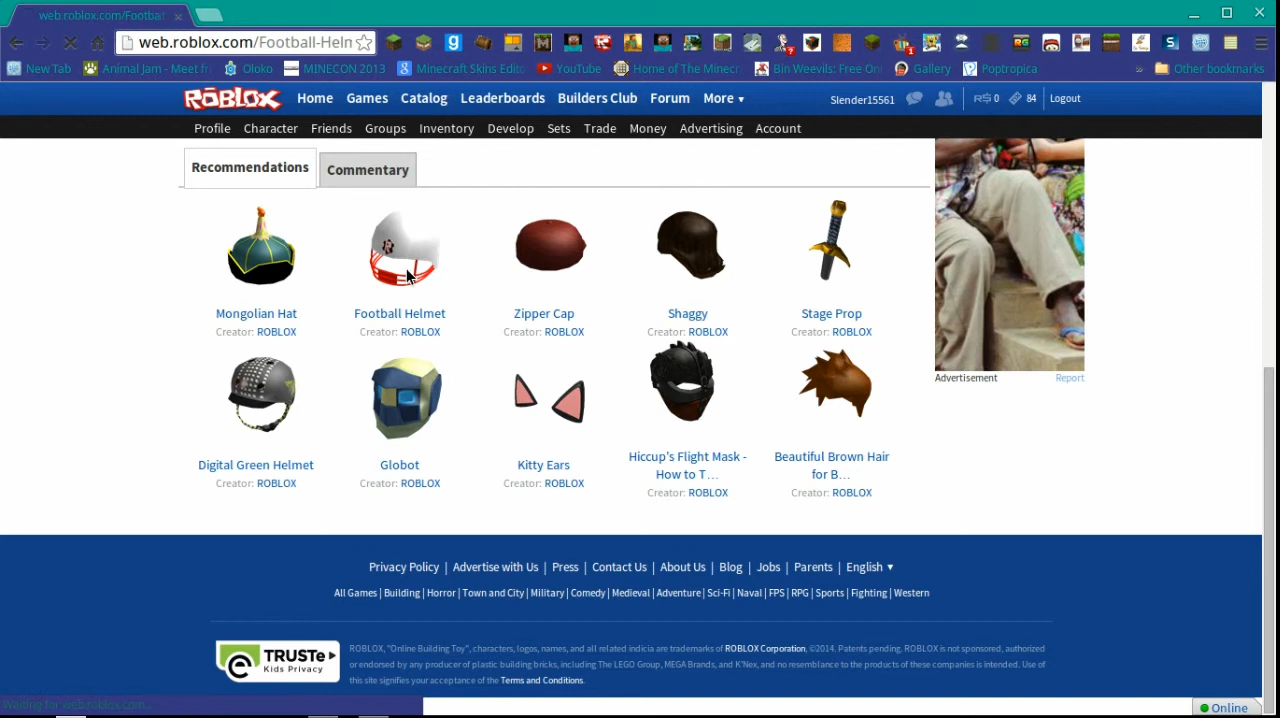 web.roblox.com/Footba
web.roblox.com/Football-Heln
New Tab Animal Jam - Meet f Oloko MINECON 2013 Minecraft Skins Edito YouTube Home of The Minecr Bin Weevils: Free On Gallery Poptropica » Other bookmarks
ROBLOX Home Games Catalog Leaderboards Builders Club Forum More Slender15561 R$ 0 84 Logout
Profile Character Friends Groups Inventory Develop Sets Trade Money Advertising Account
Recommendations Commentary
Mongolian Hat Football Helmet Zipper Cap Shaggy Stage Prop
Creator: ROBLOX Creator: ROBLOX Creator: ROBLOX Creator: ROBLOX Creator: ROBLOX
Advertisement Report
Digital Green Helmet Globot Kitty Ears Hiccup's Flight Mask - How to T... Beautiful Brown Hair for B...
Creator: ROBLOX Creator: ROBLOX Creator: ROBLOX Creator: ROBLOX Creator: ROBLOX
Privacy Policy | Advertise with Us | Press | Contact Us | About Us | Blog | Jobs | Parents | English
All Games | Building | Horror | Town and City | Military | Comedy | Medieval | Adventure | Sci-Fi | Naval | FPS | RPG | Sports | Fighting | Western
TRUSTe
Kids Privacy
ROBLOX, "Online Building Toy", characters, logos, names, and all related indicia are trademarks of ROBLOX Corporation, ©2014. Patents pending. ROBLOX is not sponsored, authorized
or endorsed by any producer of plastic building bricks, including The LEGO Group, MEGA Brands, and K'Nex, and no resemblance to the products of these companies is intended. Use
of this site signifies your acceptance of the Terms and Conditions.
Waiting for web.roblox.com...
Online